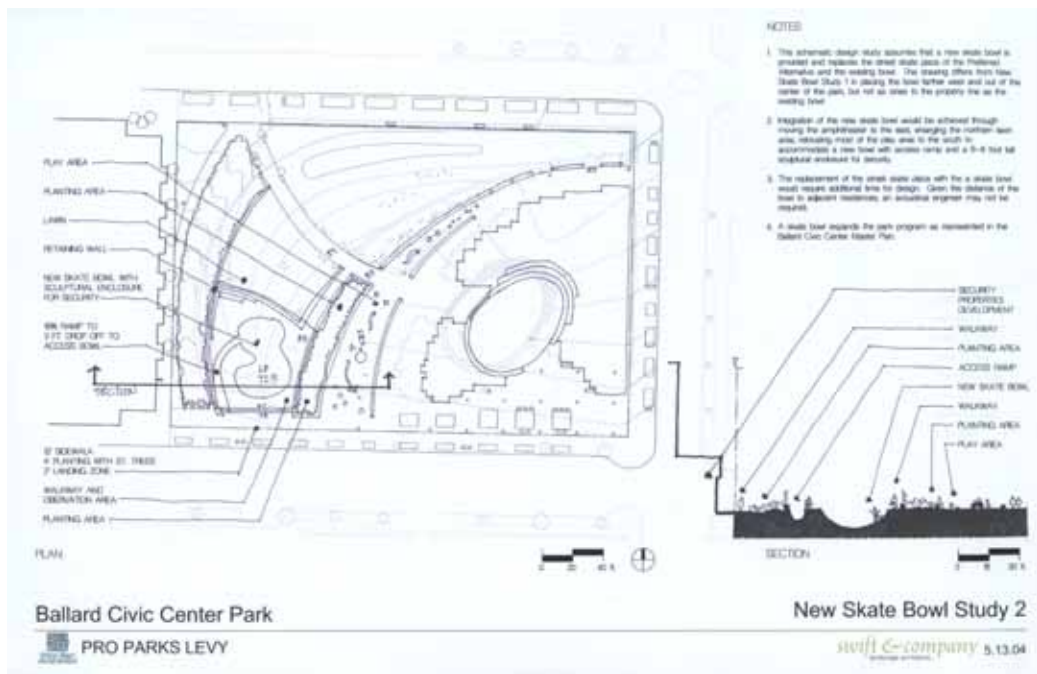 NOTES
1. This schematic design study assumes that a new skate bowl is
provided and replaces the street skate plaza of the Preferred
Alternative and the existing bowl. The drawing differs from New
Skate Bowl Study 1 in placing the bowl farther west and out of the
center of the park, but not as close to the property line as the
existing bowl.
2. Integration of the new skate bowl would be achieved through
moving the amphitheater to the east, enlarging the northern lawn
area, relocating most of the play area to the south to
accommodate a new bowl with access ramp and a 5-8 foot tall
sculptural enclosure for security.
3. The replacement of the street skate plaza with the a skate bowl
would require additional time for design. Given the distance of the
bowl to adjacent residences, an acoustical engineer may not be
required.
4. A skate bowl expands the park program as represented in the
Ballard Civic Center Master Plan.
PLAY AREA
PLANTING AREA
LAWN
RETAINING WALL
NEW SKATE BOWL WITH
SCULPTURAL ENCLOSURE
FOR SECURITY
RAMP TO
FT DROP OFF TO
ACCESS BOWL
SECTION
12' SIDEWALK
PLANTING WITH ST. TREES
2' LANDING ZONE
WALKWAY AND
OBERVATION AREA
PLANTING AREA
SECURITY
PROPERTIES
DEVELOPMENT
WALKWAY
PLANTING AREA
ACCESS RAMP
NEW SKATE BOWL
WALKWAY
PLANTING AREA
PLAY AREA
PLAN
0 20 40 ft
SECTION
Ballard Civic Center Park
New Skate Bowl Study 2
PRO PARKS LEVY
swift & company
5.13.04